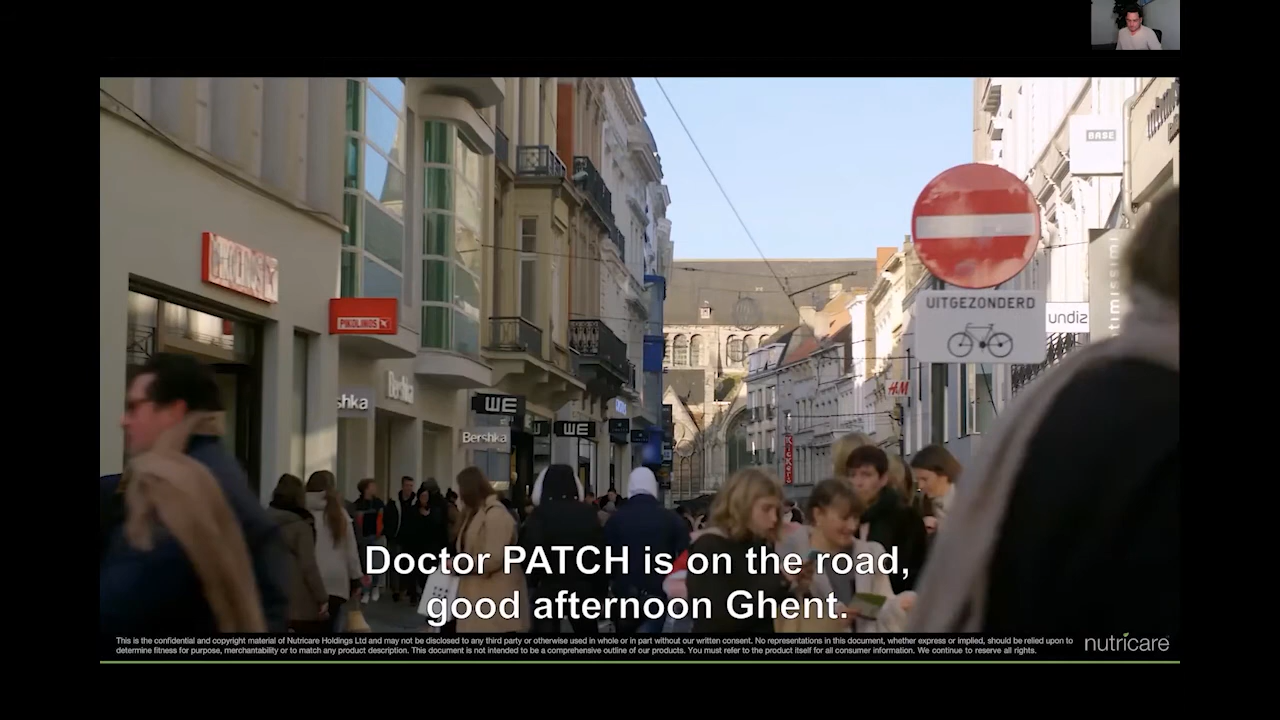 BASE
PIKOLINOS
UITGEZONDERD
undiz
intimissimi
H&M
shka
Bershka
WE
Bershka
WE
KICKERS
Doctor PATCH is on the road,
good afternoon Ghent.
This is the confidential and copyright material of Nutricare Holdings Ltd and may not be disclosed to any third party or otherwise used in whole or in part without our written consent. No representations in this document, whether express or implied, should be relied upon to
determine fitness for purpose, merchantability or to match any product description. This document is not intended to be a comprehensive outline of our products. You must refer to the product itself for all consumer information. We continue to reserve all rights.
nutricare